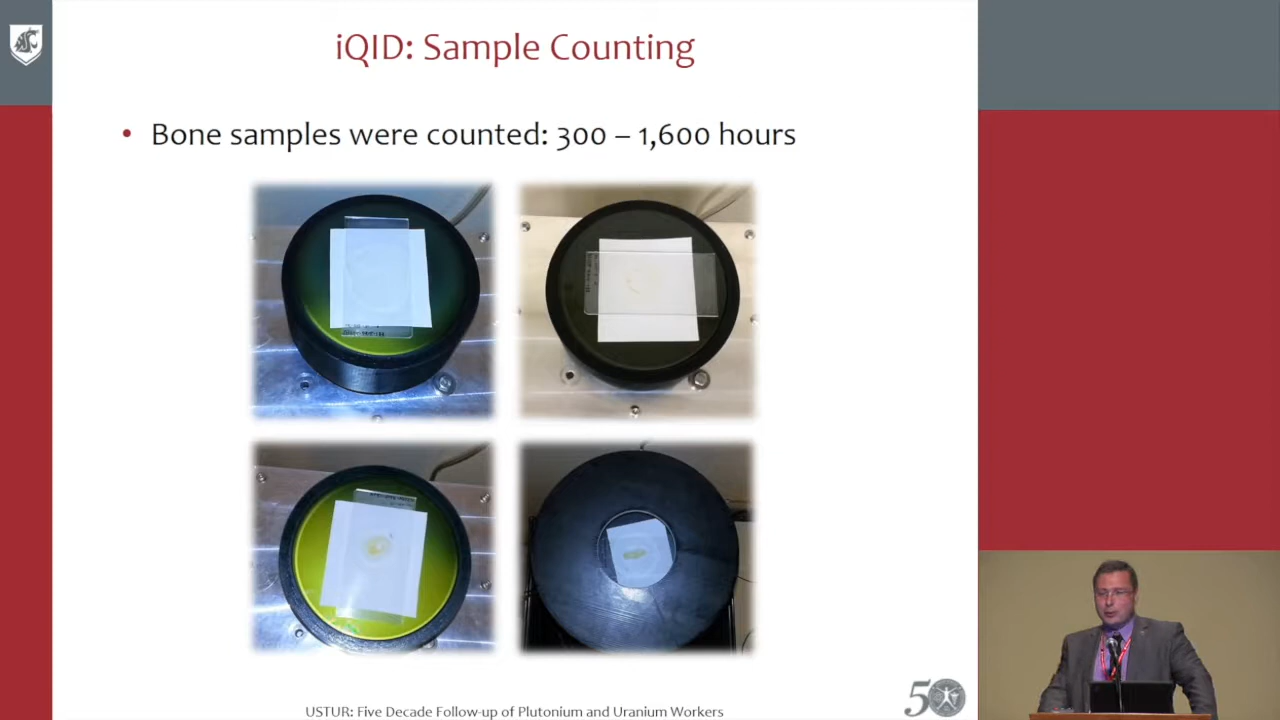 iQID: Sample Counting
• Bone samples were counted: 300 – 1,600 hours
USTUR: Five Decade Follow-up of Plutonium and Uranium Workers
50